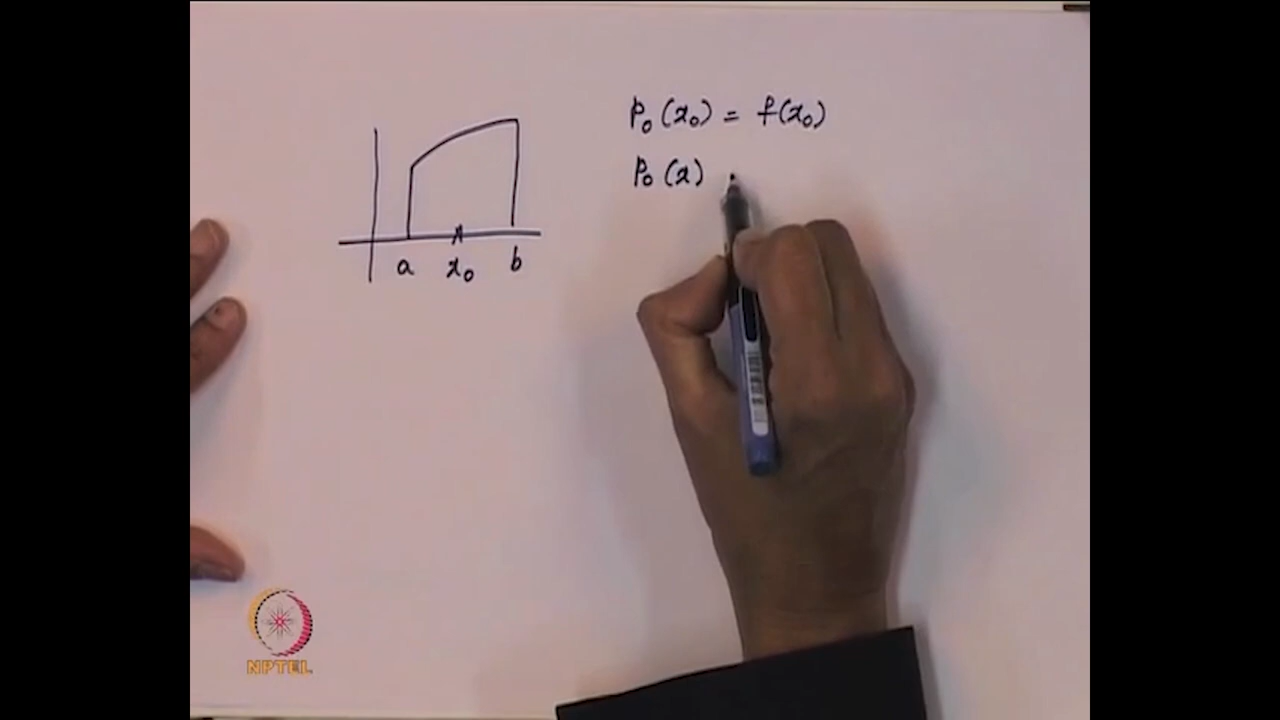 p₀(x₀) = f(x₀)
p₀(x)
a x₀ b
NPTEL